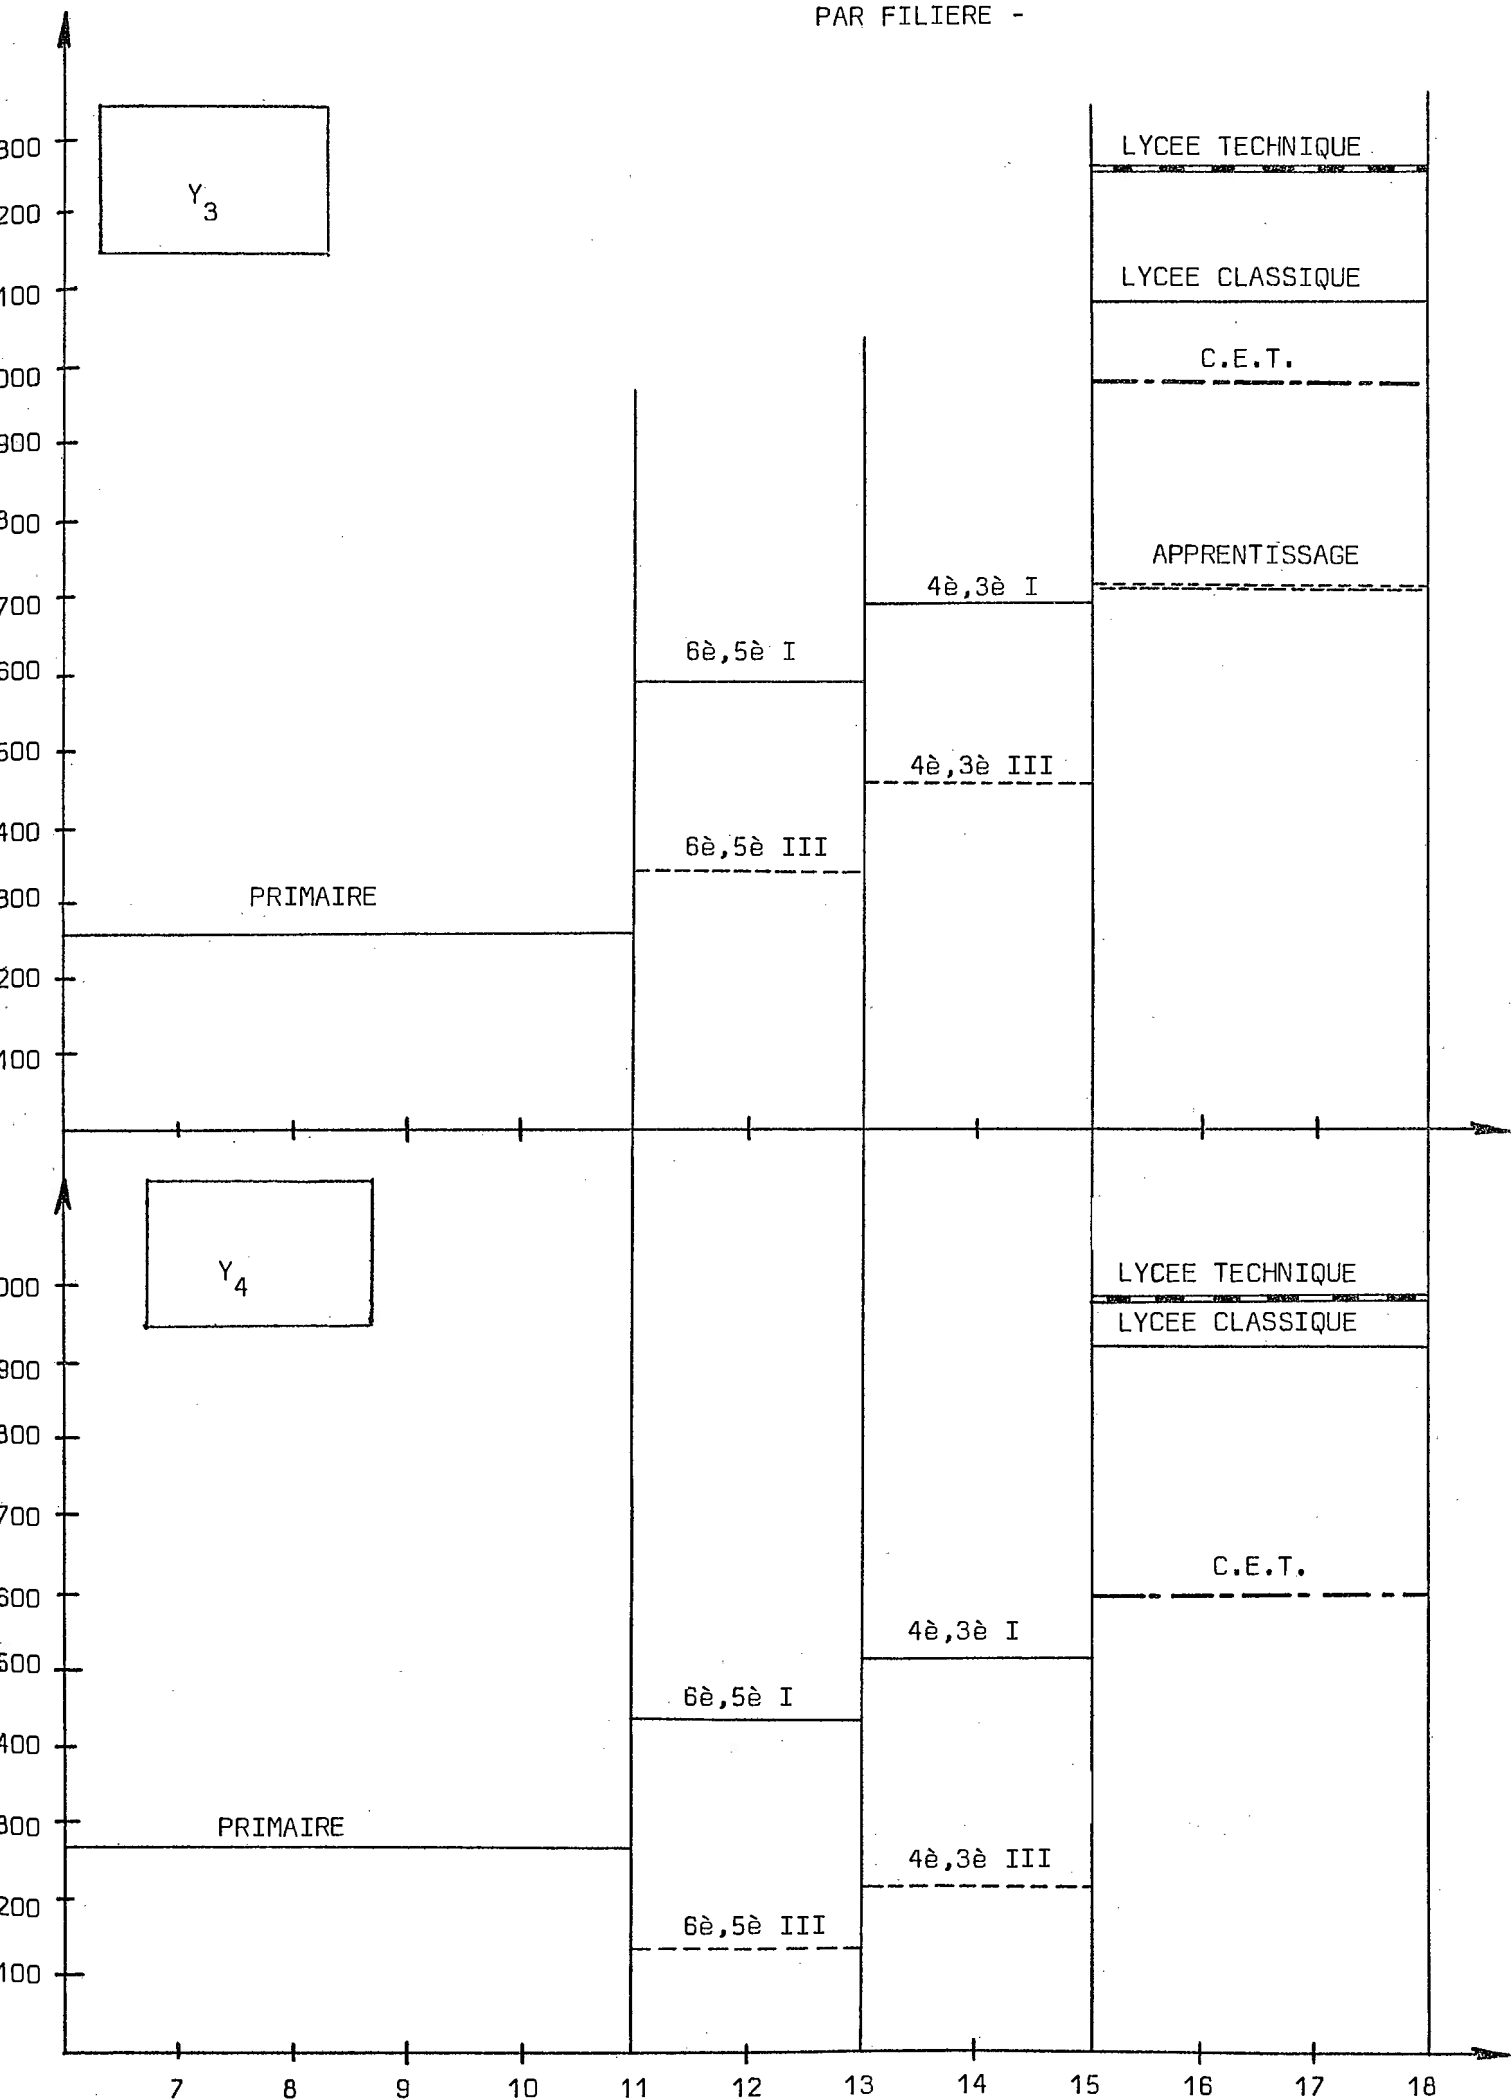 PAR FILIERE -
300
LYCEE TECHNIQUE
Y3
200
100
LYCEE CLASSIQUE
000
C.E.T.
900
800
APPRENTISSAGE
700
4è,3è I
600
6è,5è I
500
4è,3è III
400
6è,5è III
300
PRIMAIRE
200
100
Y4
000
LYCEE TECHNIQUE
LYCEE CLASSIQUE
900
800
700
600
C.E.T.
500
4è,3è I
6è,5è I
400
300
PRIMAIRE
4è,3è III
200
6è,5è III
100
7 8 9 10 11 12 13 14 15 16 17 18